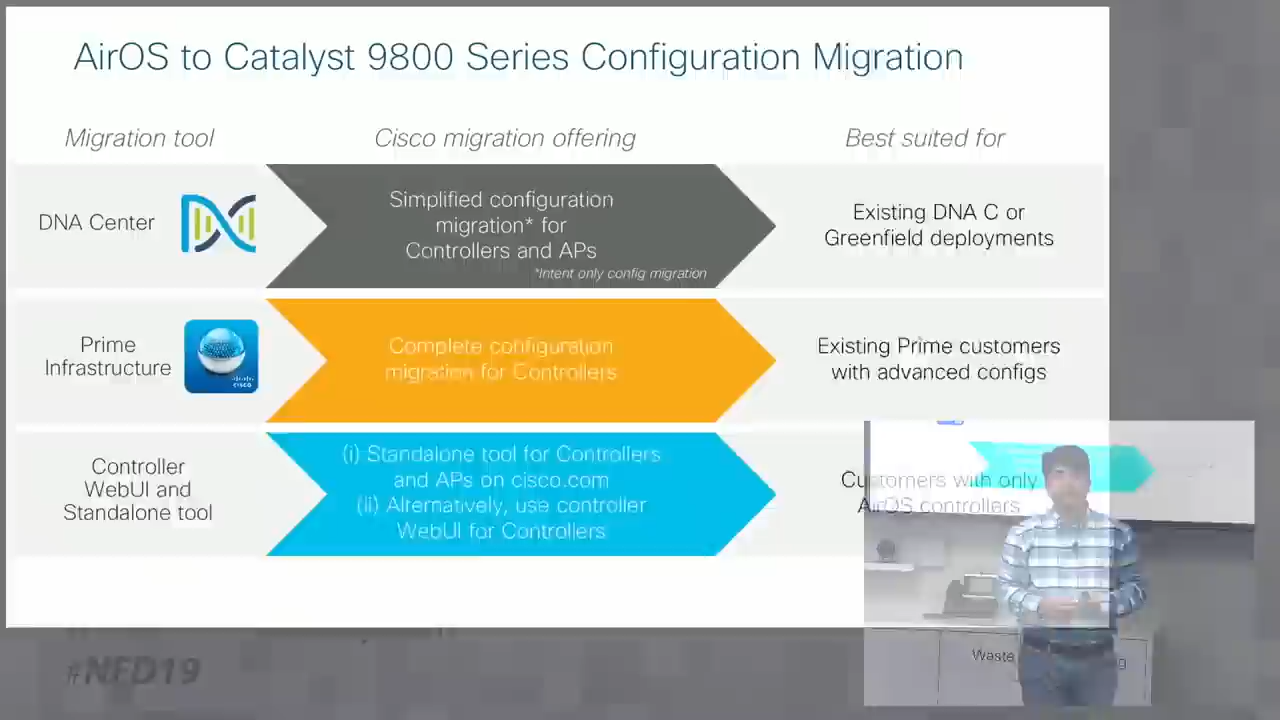 AirOS to Catalyst 9800 Series Configuration Migration
Migration tool
Cisco migration offering
Best suited for
DNA Center
Simplified configuration
migration* for
Controllers and APs
*Intent only config migration
Existing DNA C or
Greenfield deployments
Prime
Infrastructure
CISCO
Complete configuration
migration for Controllers
Existing Prime customers
with advanced configs
Controller
WebUI and
Standalone tool
(i) Standalone tool for Controllers
and APs on cisco.com
(ii) Alternatively, use controller
WebUI for Controllers
Customers with only
AirOS controllers
Waste
#NFD19